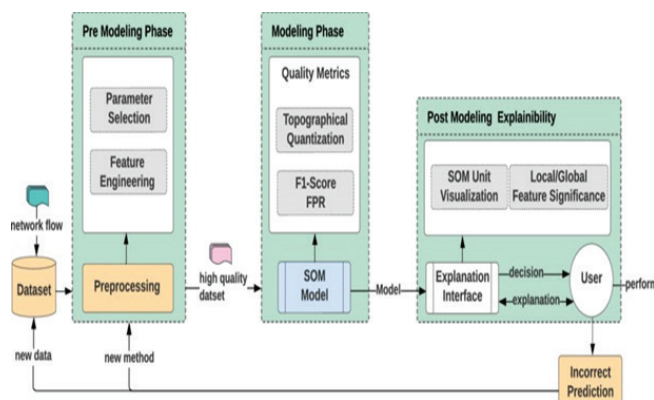 Pre Modeling Phase
Parameter
Selection
Feature
Engineering
network flow
Dataset
Preprocessing
high quality
datset
Modeling Phase
Quality Metrics
Topographical
Quantization
F1-Score
FPR
SOM
Model
Model
Post Modeling Explainibility
SOM Unit
Visualization
Local/Global
Feature Significance
Explanation
Interface
decision
explanation
User
perform
new data
new method
Incorrect
Prediction